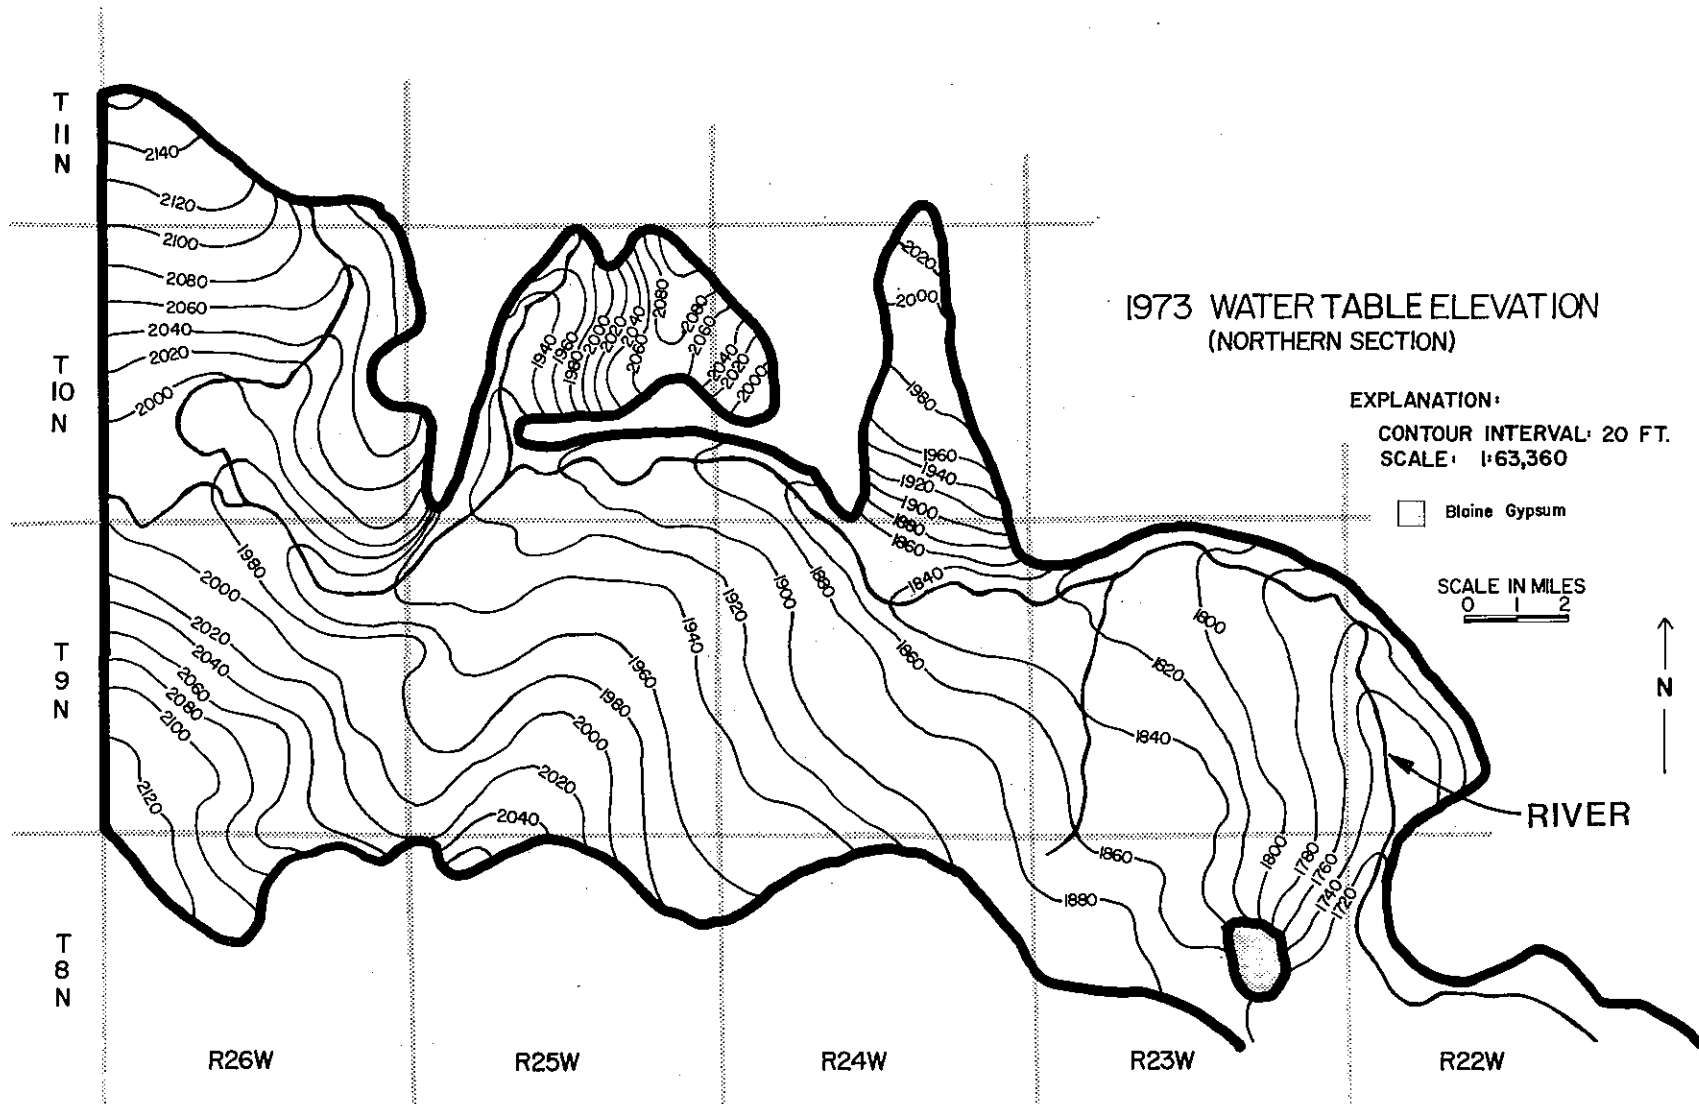 1973 WATER TABLE ELEVATION
(NORTHERN SECTION)
EXPLANATION:
CONTOUR INTERVAL: 20 FT.
SCALE: 1:63,360
Blaine Gypsum
SCALE IN MILES
0 1 2
N
RIVER
T
11
N
T
10
N
T
9
N
T
8
N
R26W
R25W
R24W
R23W
R22W
2140
2120
2100
2080
2060
2040
2020
2000
1980
2000
2020
2040
2060
2080
2100
2120
1940
1960
1980
2000
2020
2040
2060
2080
2080
2060
2040
2020
2000
2020
2000
1980
1960
1940
1920
1900
1880
1860
1840
1880
1900
1920
1940
1960
1980
2000
2020
2040
1860
1800
1820
1840
1860
1880
1800
1780
1760
1740
1720